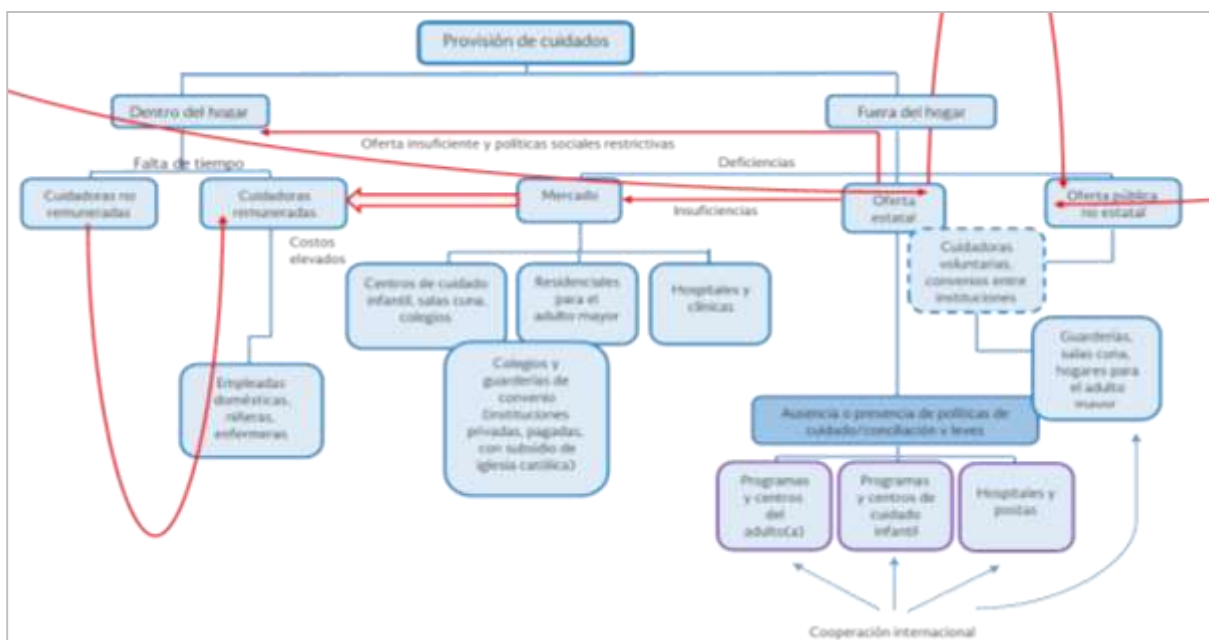 Provisión de cuidados
Dentro del hogar
Fuera del hogar
Oferta insuficiente y políticas sociales restrictivas
Falta de tiempo
Deficiencias
Cuidadoras no
remuneradas
Cuidadoras
remuneradas
Mercado
Insuficiencias
Oferta
estatal
Oferta pública
no estatal
Costos
elevados
Cuidadoras
voluntarias,
convenios entre
instituciones
Centros de cuidado
infantil, salas cuna,
colegios
Residenciales
para el
adulto mayor
Hospitales y
clínicas
Guarderías,
salas cuna,
hogares para
el adulto
mayor
Empleadas
domésticas,
niñeras,
enfermeras
Colegios y
guarderías de
convenio
(instituciones
privadas, pagadas,
con subsidio de
iglesia católica)
Ausencia o presencia de políticas de
cuidado/conciliación y leyes
Programas
y centros
del
adulto(a)
Programas
y centros de
cuidado
infantil
Hospitales y
postas
Cooperación internacional